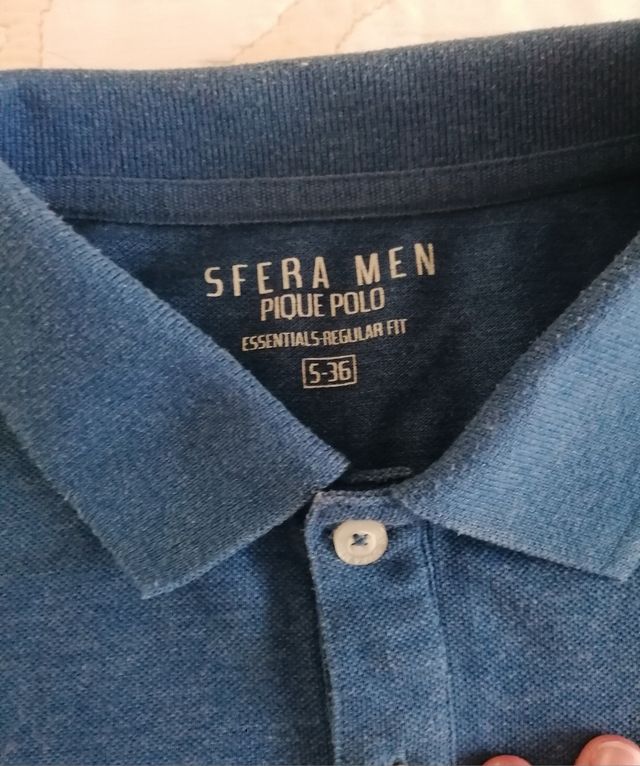 SFERA MEN
PIQUE POLO
ESSENTIALS-REGULAR FIT
S-36